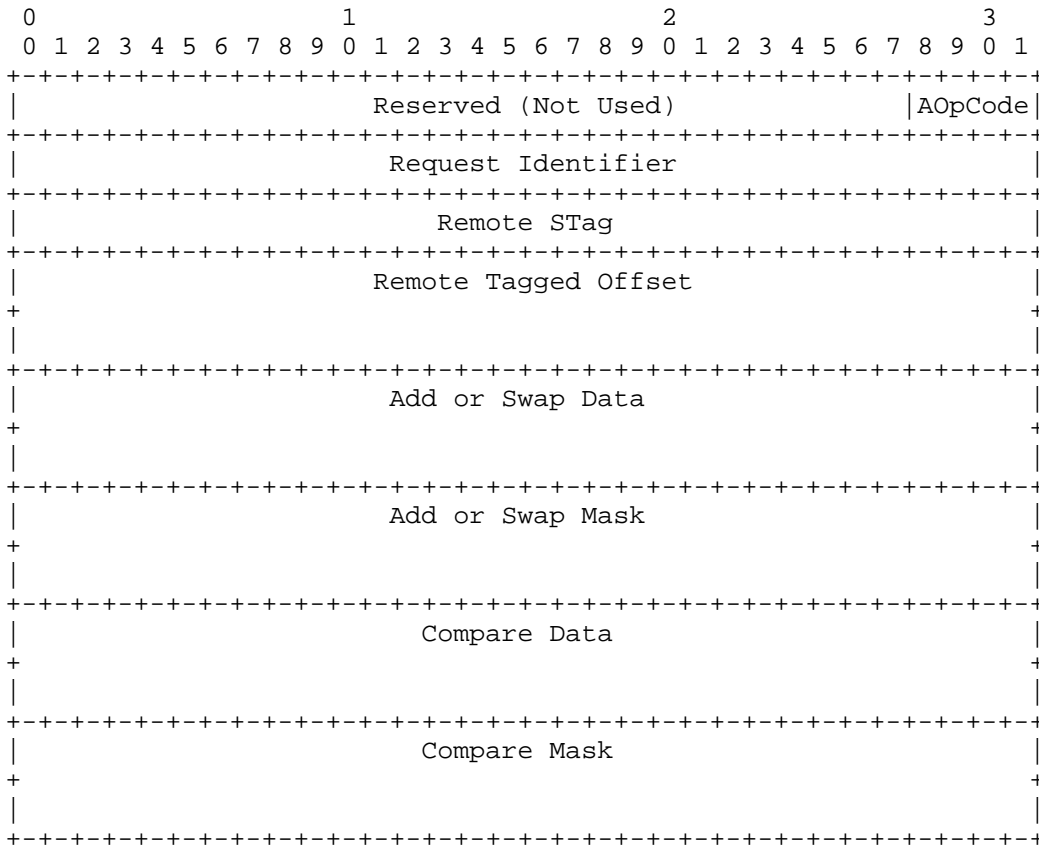 0                   1                   2                   3
0 1 2 3 4 5 6 7 8 9 0 1 2 3 4 5 6 7 8 9 0 1 2 3 4 5 6 7 8 9 0 1
+-+-+-+-+-+-+-+-+-+-+-+-+-+-+-+-+-+-+-+-+-+-+-+-+-+-+-+-+-+-+-+-+
|                      Reserved (Not Used)              |AOpCode|
+-+-+-+-+-+-+-+-+-+-+-+-+-+-+-+-+-+-+-+-+-+-+-+-+-+-+-+-+-+-+-+-+
|                       Request Identifier                      |
+-+-+-+-+-+-+-+-+-+-+-+-+-+-+-+-+-+-+-+-+-+-+-+-+-+-+-+-+-+-+-+-+
|                          Remote STag                          |
+-+-+-+-+-+-+-+-+-+-+-+-+-+-+-+-+-+-+-+-+-+-+-+-+-+-+-+-+-+-+-+-+
|                      Remote Tagged Offset                     |
+                                                               +
|                                                               |
+-+-+-+-+-+-+-+-+-+-+-+-+-+-+-+-+-+-+-+-+-+-+-+-+-+-+-+-+-+-+-+-+
|                       Add or Swap Data                        |
+                                                               +
|                                                               |
+-+-+-+-+-+-+-+-+-+-+-+-+-+-+-+-+-+-+-+-+-+-+-+-+-+-+-+-+-+-+-+-+
|                       Add or Swap Mask                        |
+                                                               +
|                                                               |
+-+-+-+-+-+-+-+-+-+-+-+-+-+-+-+-+-+-+-+-+-+-+-+-+-+-+-+-+-+-+-+-+
|                         Compare Data                          |
+                                                               +
|                                                               |
+-+-+-+-+-+-+-+-+-+-+-+-+-+-+-+-+-+-+-+-+-+-+-+-+-+-+-+-+-+-+-+-+
|                         Compare Mask                          |
+                                                               +
|                                                               |
+-+-+-+-+-+-+-+-+-+-+-+-+-+-+-+-+-+-+-+-+-+-+-+-+-+-+-+-+-+-+-+-+